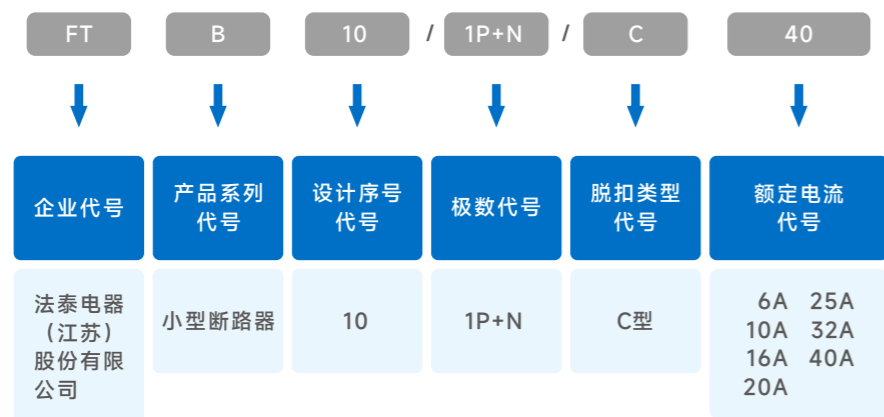 FT B 10 / 1P+N / C 40
企业代号
产品系列
代号
设计序号
代号
极数代号
脱扣类型
代号
额定电流
代号
法泰电器
（江苏）
股份有限
公司
小型断路器
10
1P+N
C型
6A 25A
10A 32A
16A 40A
20A